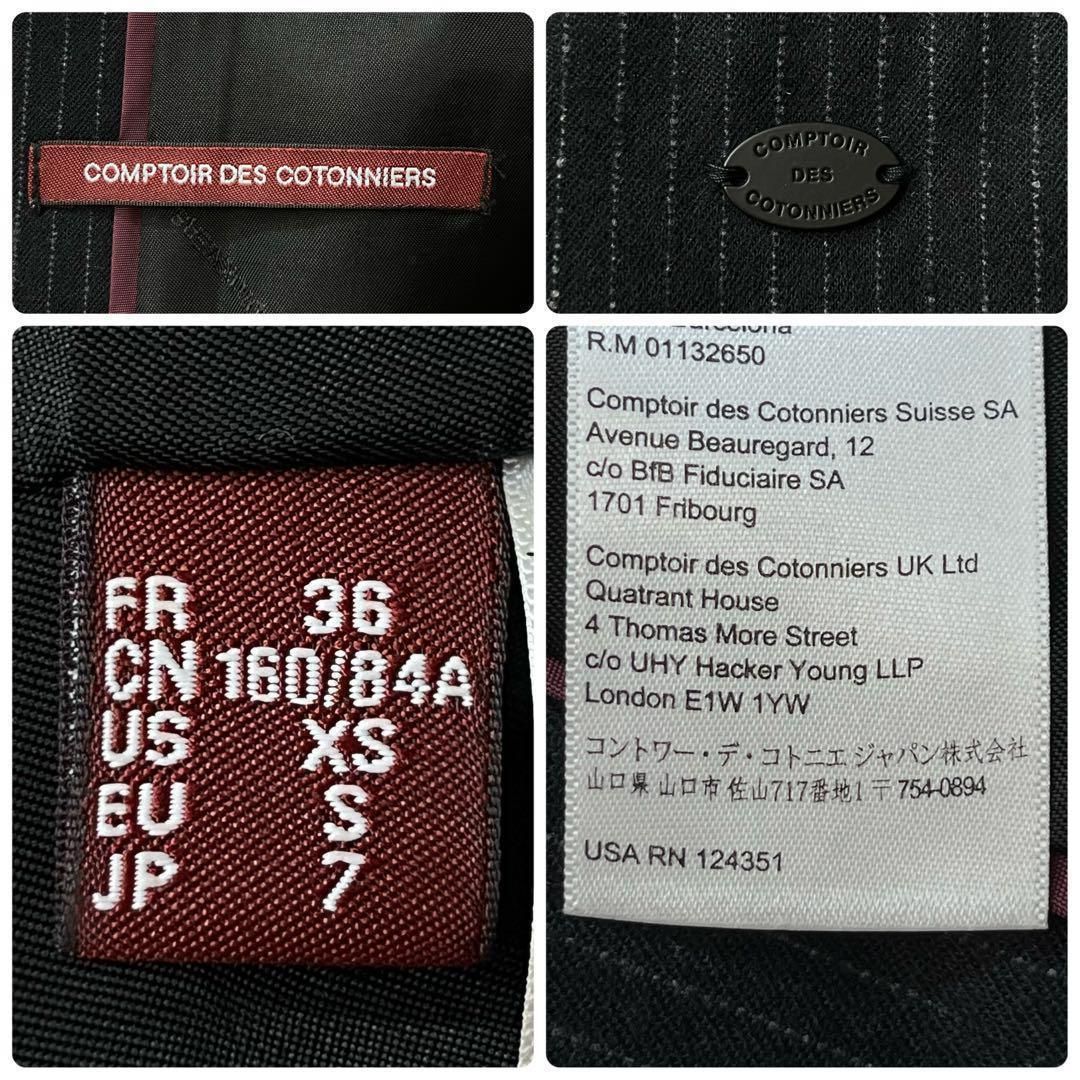 COMPTOIR DES COTONNIERS
COMPTOIR
DES
COTONNIERS
FR 36
CN 160/84A
US XS
EU S
JP 7
Barcelona
R.M 01132650
Comptoir des Cotonniers Suisse SA
Avenue Beauregard, 12
c/o BfB Fiduciaire SA
1701 Fribourg
Comptoir des Cotonniers UK Ltd
Quatrant House
4 Thomas More Street
c/o UHY Hacker Young LLP
London E1W 1YW
コントワー・デ・コトニエ ジャパン株式会社
山口県 山口市 佐山717番地1 〒754-0894
USA RN 124351